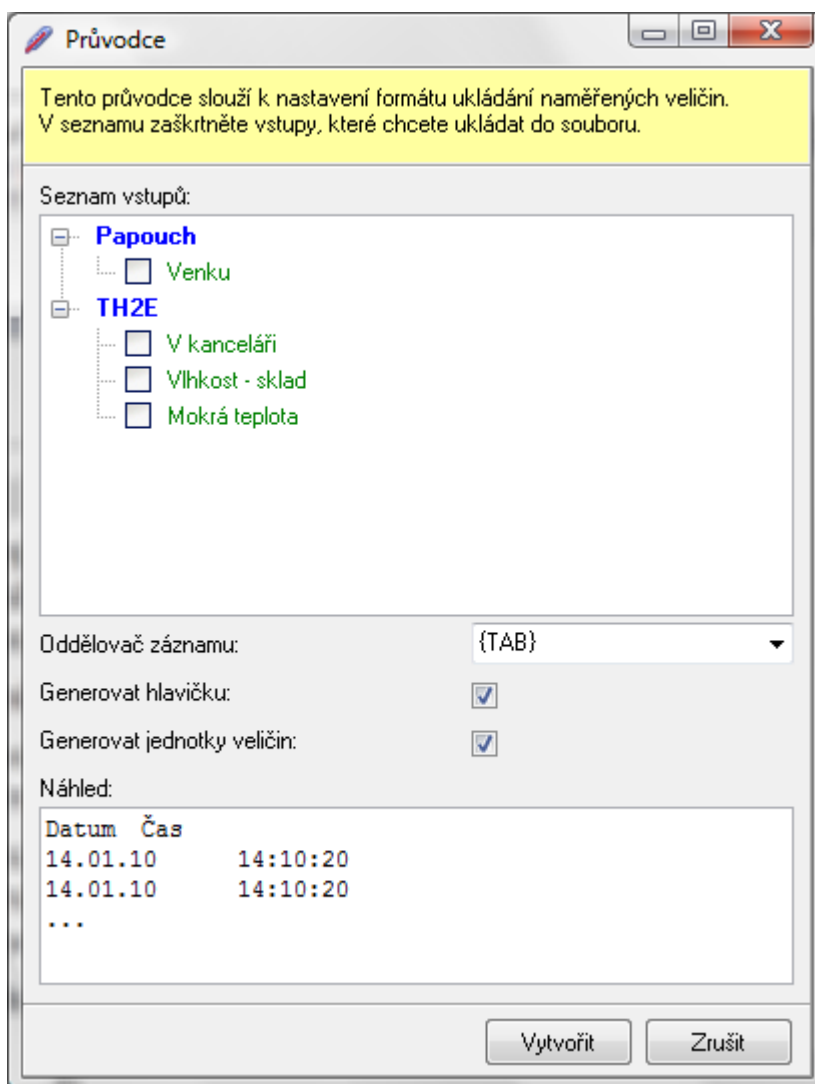 Průvodce
Tento průvodce slouží k nastavení formátu ukládání naměřených veličin.
V seznamu zaškrtněte vstupy, které chcete ukládat do souboru.
Seznam vstupů:
Papouch
Venku
TH2E
V kanceláři
Vlhkost - sklad
Mokrá teplota
Oddělovač záznamu: {TAB}
Generovat hlavičku:
Generovat jednotky veličin:
Náhled:
Datum Čas
14.01.10 14:10:20
14.01.10 14:10:20
...
Vytvořit Zrušit